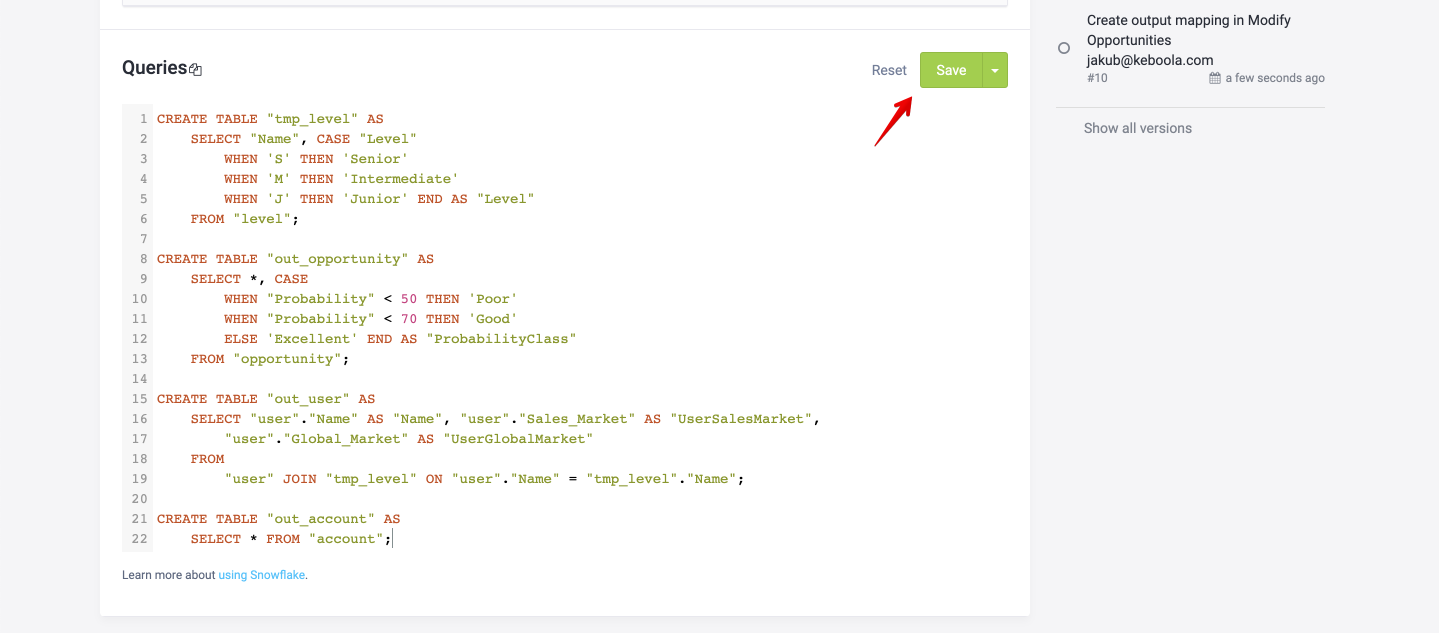 Queries
Reset
Save
1 CREATE TABLE "tmp_level" AS
2     SELECT "Name", CASE "Level"
3         WHEN 'S' THEN 'Senior'
4         WHEN 'M' THEN 'Intermediate'
5         WHEN 'J' THEN 'Junior' END AS "Level"
6     FROM "level";
7
8 CREATE TABLE "out_opportunity" AS
9     SELECT *, CASE
10         WHEN "Probability" < 50 THEN 'Poor'
11         WHEN "Probability" < 70 THEN 'Good'
12         ELSE 'Excellent' END AS "ProbabilityClass"
13     FROM "opportunity";
14
15 CREATE TABLE "out_user" AS
16     SELECT "user"."Name" AS "Name", "user"."Sales_Market" AS "UserSalesMarket",
17         "user"."Global_Market" AS "UserGlobalMarket"
18     FROM
19         "user" JOIN "tmp_level" ON "user"."Name" = "tmp_level"."Name";
20
21 CREATE TABLE "out_account" AS
22     SELECT * FROM "account";
Learn more about using Snowflake.
Create output mapping in Modify
Opportunities
jakub@keboola.com
#10 a few seconds ago
Show all versions